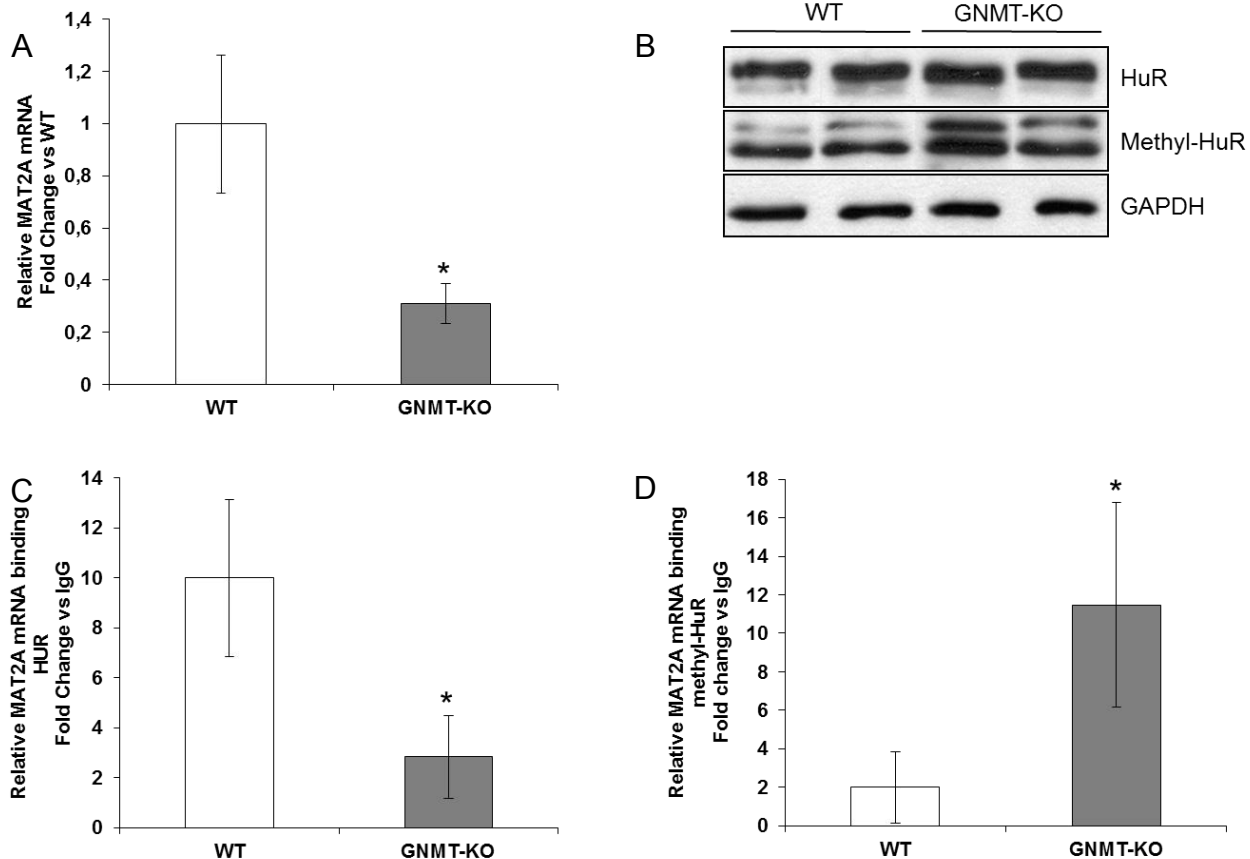 A
Relative MAT2A mRNA
Fold Change vs WT
1,4
1,2
1
0,8
0,6
0,4
0,2
0
*
WT
GNMT-KO
B
WT
GNMT-KO
HuR
Methyl-HuR
GAPDH
C
Relative MAT2A mRNA binding
HUR
Fold Change vs IgG
14
12
10
8
6
4
2
0
*
WT
GNMT-KO
D
Relative MAT2A mRNA binding
methyl-HuR
Fold change vs IgG
18
16
14
12
10
8
6
4
2
0
*
WT
GNMT-KO